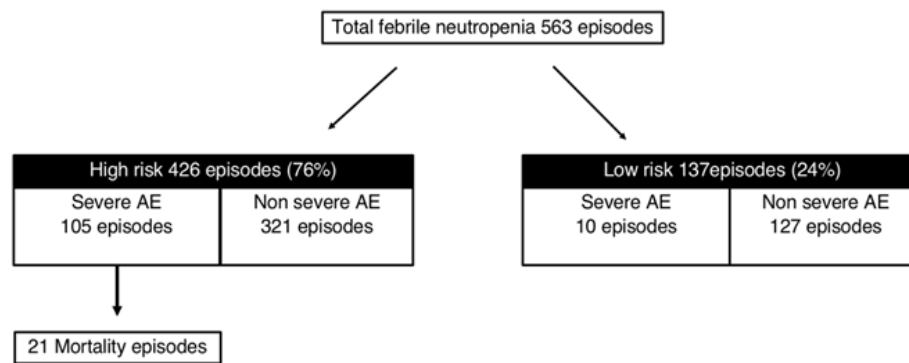 Total febrile neutropenia 563 episodes
High risk 426 episodes (76%)
Low risk 137episodes (24%)
Severe AE
105 episodes
Non severe AE
321 episodes
Severe AE
10 episodes
Non severe AE
127 episodes
21 Mortality episodes